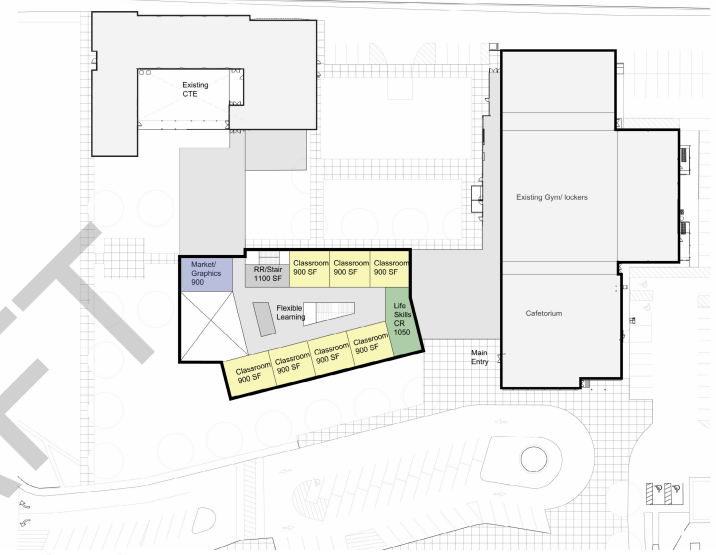 Existing
CTE
Existing Gym/ lockers
Market/
Graphics
900
RR/Stair
1100 SF
Classroom
900 SF
Classroom
900 SF
Classroom
900 SF
Flexible
Learning
Life
Skills
CR
1050
Cafetorium
Classroom
900 SF
Classroom
900 SF
Classroom
900 SF
Classroom
900 SF
Main
Entry